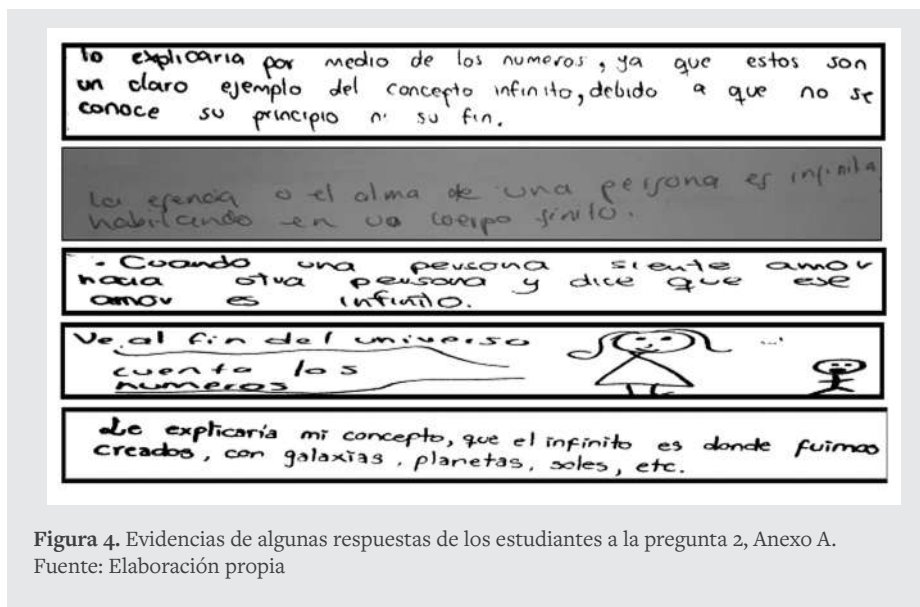 lo explicaria por medio de los numeros, ya que estos son
un claro ejemplo del concepto infinito, debido a que no se
conoce su principio ni su fin.
La esencia o el alma de una persona es infinita
habitando en un cuerpo finito.
. Cuando una persona siente amor
hacia otra persona y dice que ese
amor es infinito.
Ve al fin del universo
cuenta los
numeros
...
Le explicaría mi concepto, que el infinito es donde fuimos
creados, con galaxias, planetas, soles, etc.
Figura 4. Evidencias de algunas respuestas de los estudiantes a la pregunta 2, Anexo A.
Fuente: Elaboración propia